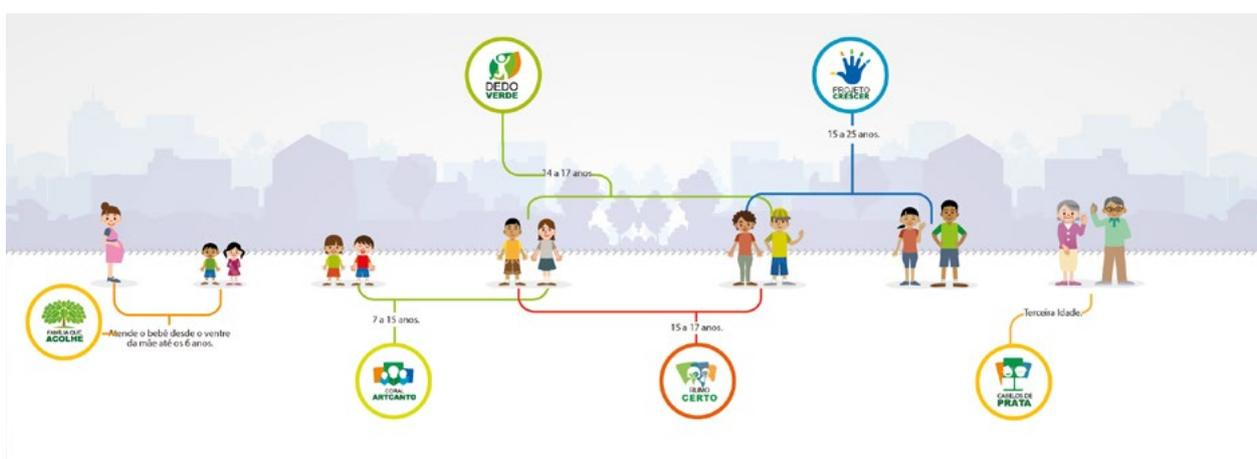 DEDO
VERDE
14 a 17 anos.
PROJETO
CRESCER
15 a 25 anos.
FAMÍLIA QUE
ACOLHE
Atende o bebê desde o ventre
da mãe até os 6 anos.
7 a 15 anos.
CORAL
ARTCANTO
15 a 17 anos.
RUMO
CERTO
Terceira Idade.
CABELOS DE
PRATA